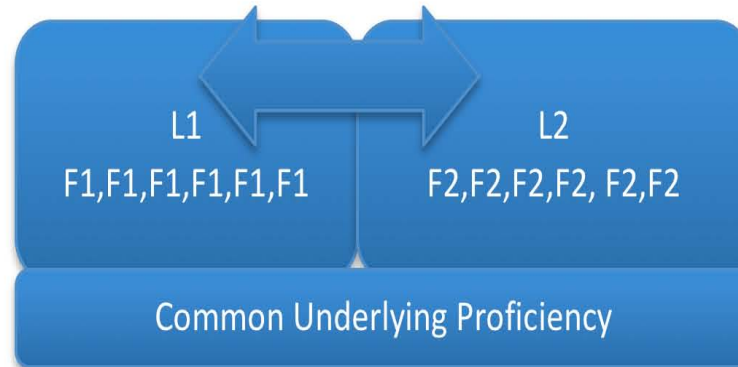 L1
F1,F1,F1,F1,F1,F1
L2
F2,F2,F2,F2, F2,F2
Common Underlying Proficiency